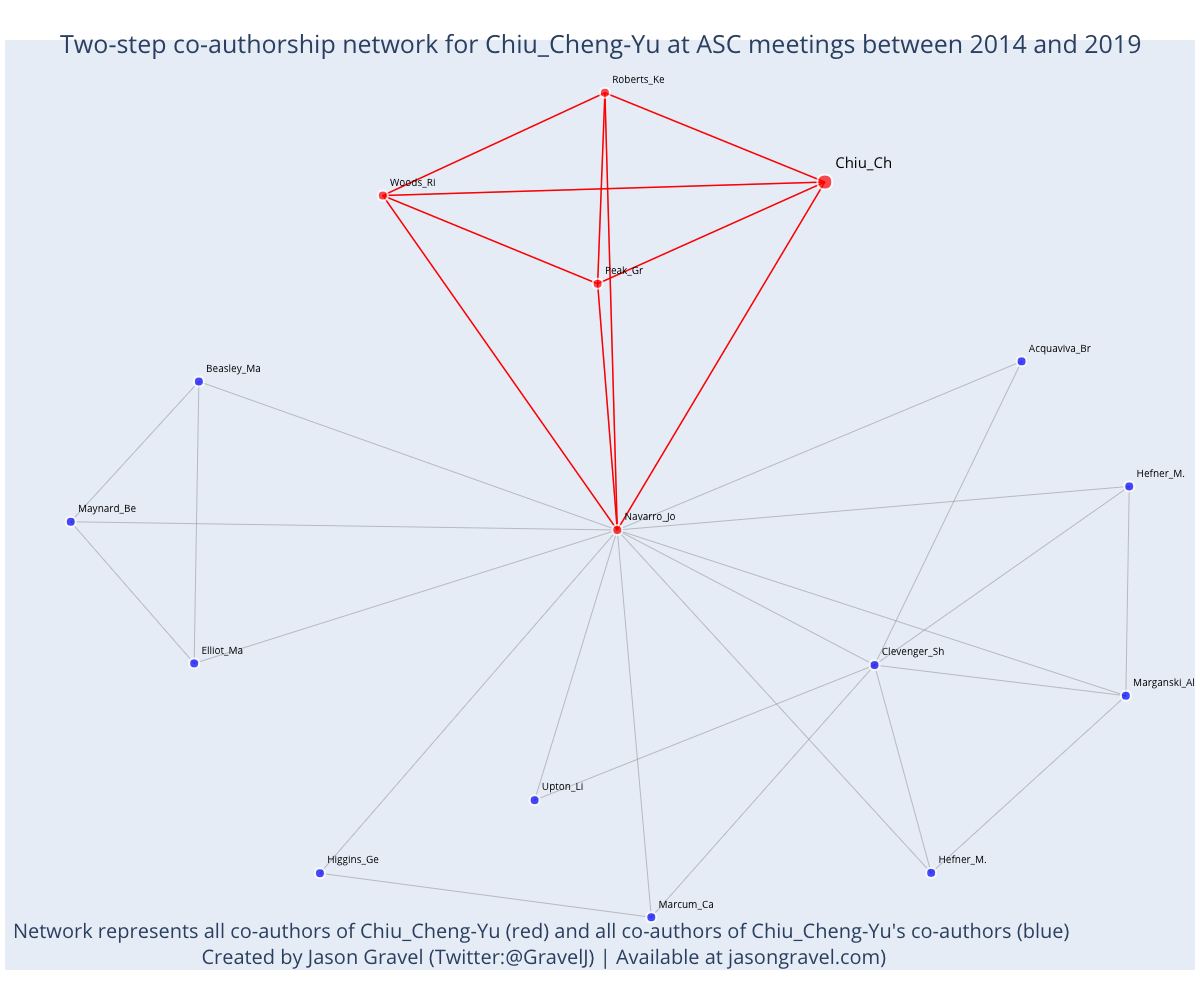 Two-step co-authorship network for Chiu_Cheng-Yu at ASC meetings between 2014 and 2019
Roberts_Ke
Chiu_Ch
Woods_Ri
Peak_Gr
Acquaviva_Br
Beasley_Ma
Hefner_M.
Maynard_Be
Navarro_Jo
Elliot_Ma
Clevenger_Sh
Marganski_Al
Upton_Li
Higgins_Ge
Hefner_M.
Marcum_Ca
Network represents all co-authors of Chiu_Cheng-Yu (red) and all co-authors of Chiu_Cheng-Yu's co-authors (blue)
Created by Jason Gravel (Twitter:@GravelJ) | Available at jasongravel.com)